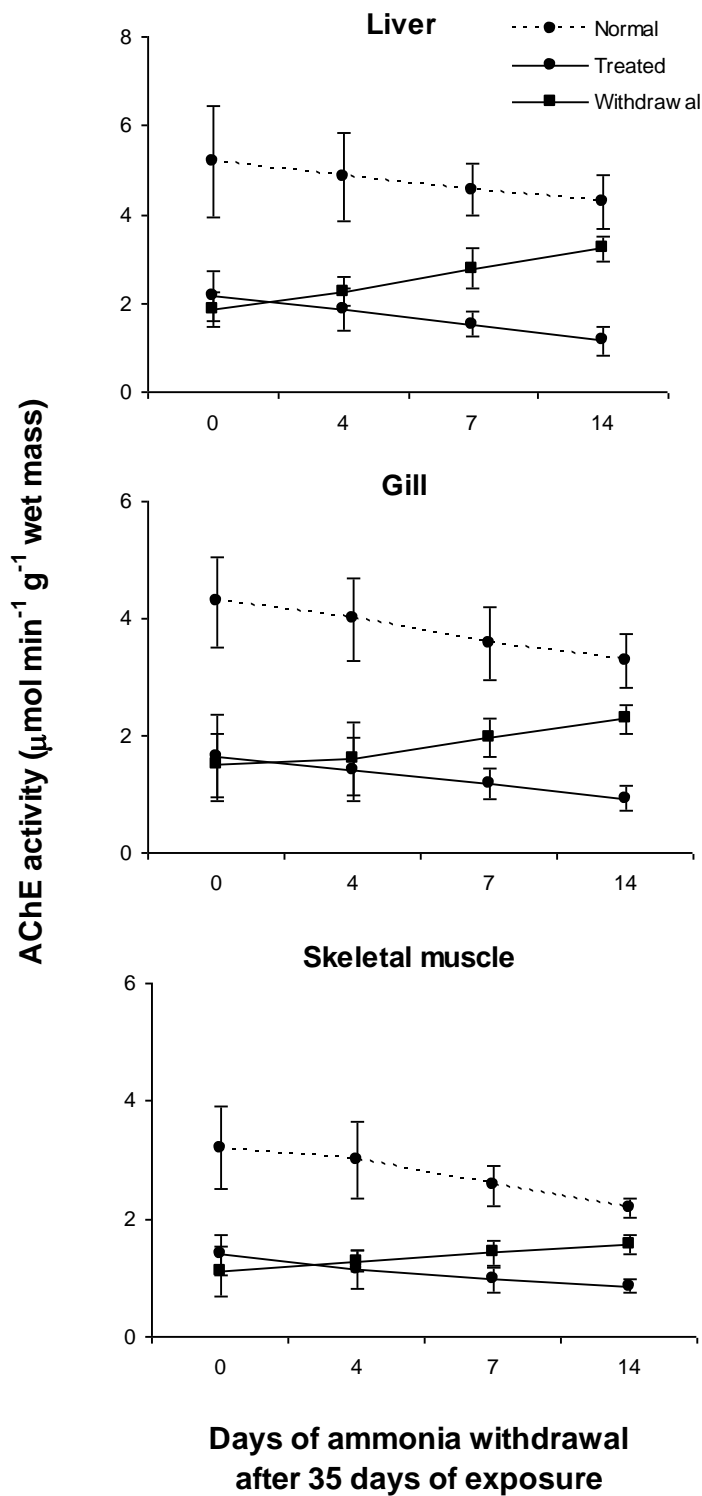 Liver
Normal
Treated
Withdrawal
8
6
4
2
0
0 4 7 14
Gill
6
4
2
0
0 4 7 14
AChE activity (μmol min⁻¹ g⁻¹ wet mass)
Skeletal muscle
6
4
2
0
0 4 7 14
Days of ammonia withdrawal
after 35 days of exposure